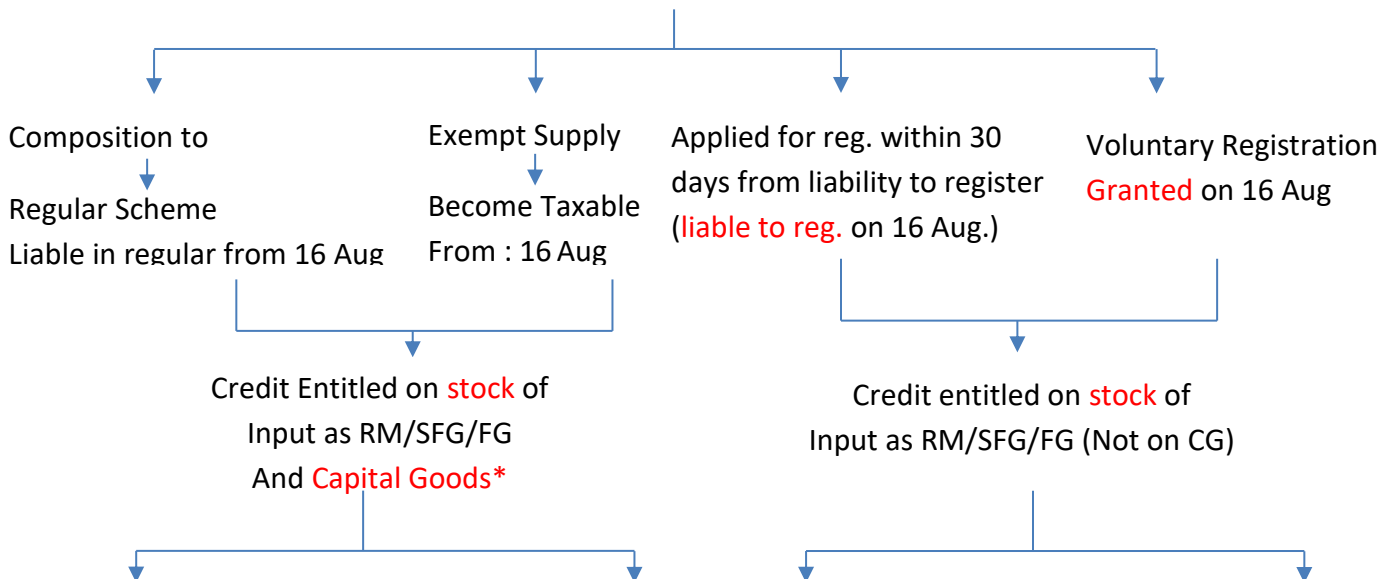 Composition to
Regular Scheme
Liable in regular from 16 Aug
Exempt Supply
Become Taxable
From : 16 Aug
Applied for reg. within 30
days from liability to register
(liable to reg. on 16 Aug.)
Voluntary Registration
Granted on 16 Aug
Credit Entitled on stock of
Input as RM/SFG/FG
And Capital Goods*
Credit entitled on stock of
Input as RM/SFG/FG (Not on CG)